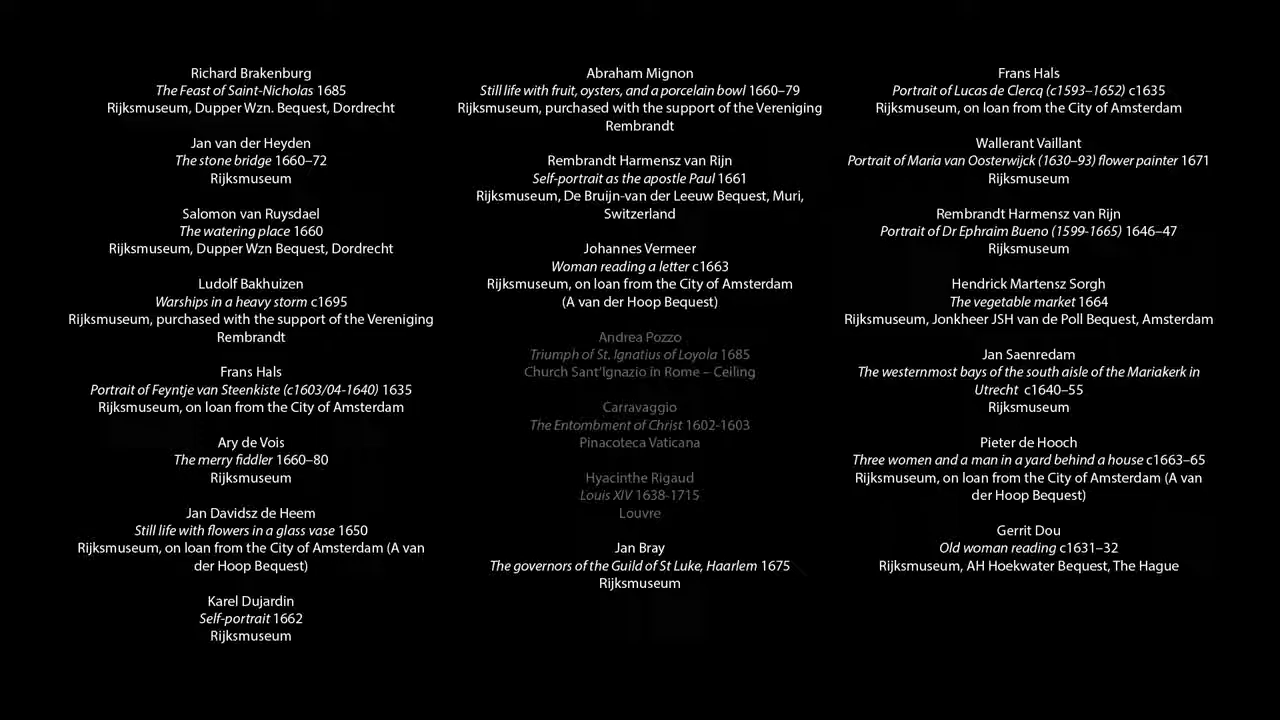 Richard Brakenburg
The Feast of Saint-Nicholas 1685
Rijksmuseum, Dupper Wzn. Bequest, Dordrecht
Jan van der Heyden
The stone bridge 1660–72
Rijksmuseum
Salomon van Ruysdael
The watering place 1660
Rijksmuseum, Dupper Wzn Bequest, Dordrecht
Ludolf Bakhuizen
Warships in a heavy storm c1695
Rijksmuseum, purchased with the support of the Vereniging
Rembrandt
Frans Hals
Portrait of Feyntje van Steenkiste (c1603/04-1640) 1635
Rijksmuseum, on loan from the City of Amsterdam
Ary de Vois
The merry fiddler 1660–80
Rijksmuseum
Jan Davidsz de Heem
Still life with flowers in a glass vase 1650
Rijksmuseum, on loan from the City of Amsterdam (A van
der Hoop Bequest)
Karel Dujardin
Self-portrait 1662
Rijksmuseum
Abraham Mignon
Still life with fruit, oysters, and a porcelain bowl 1660–79
Rijksmuseum, purchased with the support of the Vereniging
Rembrandt
Rembrandt Harmensz van Rijn
Self-portrait as the apostle Paul 1661
Rijksmuseum, De Bruijn-van der Leeuw Bequest, Muri,
Switzerland
Johannes Vermeer
Woman reading a letter c1663
Rijksmuseum, on loan from the City of Amsterdam
(A van der Hoop Bequest)
Andrea Pozzo
Triumph of St. Ignatius of Loyola 1685
Church Sant'Ignazio in Rome – Ceiling
Carravaggio
The Entombment of Christ 1602-1603
Pinacoteca Vaticana
Hyacinthe Rigaud
Louis XIV 1638-1715
Louvre
Jan Bray
The governors of the Guild of St Luke, Haarlem 1675
Rijksmuseum
Frans Hals
Portrait of Lucas de Clercq (c1593–1652) c1635
Rijksmuseum, on loan from the City of Amsterdam
Wallerant Vaillant
Portrait of Maria van Oosterwijck (1630–93) flower painter 1671
Rijksmuseum
Rembrandt Harmensz van Rijn
Portrait of Dr Ephraim Bueno (1599-1665) 1646–47
Rijksmuseum
Hendrick Martensz Sorgh
The vegetable market 1664
Rijksmuseum, Jonkheer JSH van de Poll Bequest, Amsterdam
Jan Saenredam
The westernmost bays of the south aisle of the Mariakerk in
Utrecht c1640–55
Rijksmuseum
Pieter de Hooch
Three women and a man in a yard behind a house c1663–65
Rijksmuseum, on loan from the City of Amsterdam (A van
der Hoop Bequest)
Gerrit Dou
Old woman reading c1631–32
Rijksmuseum, AH Hoekwater Bequest, The Hague